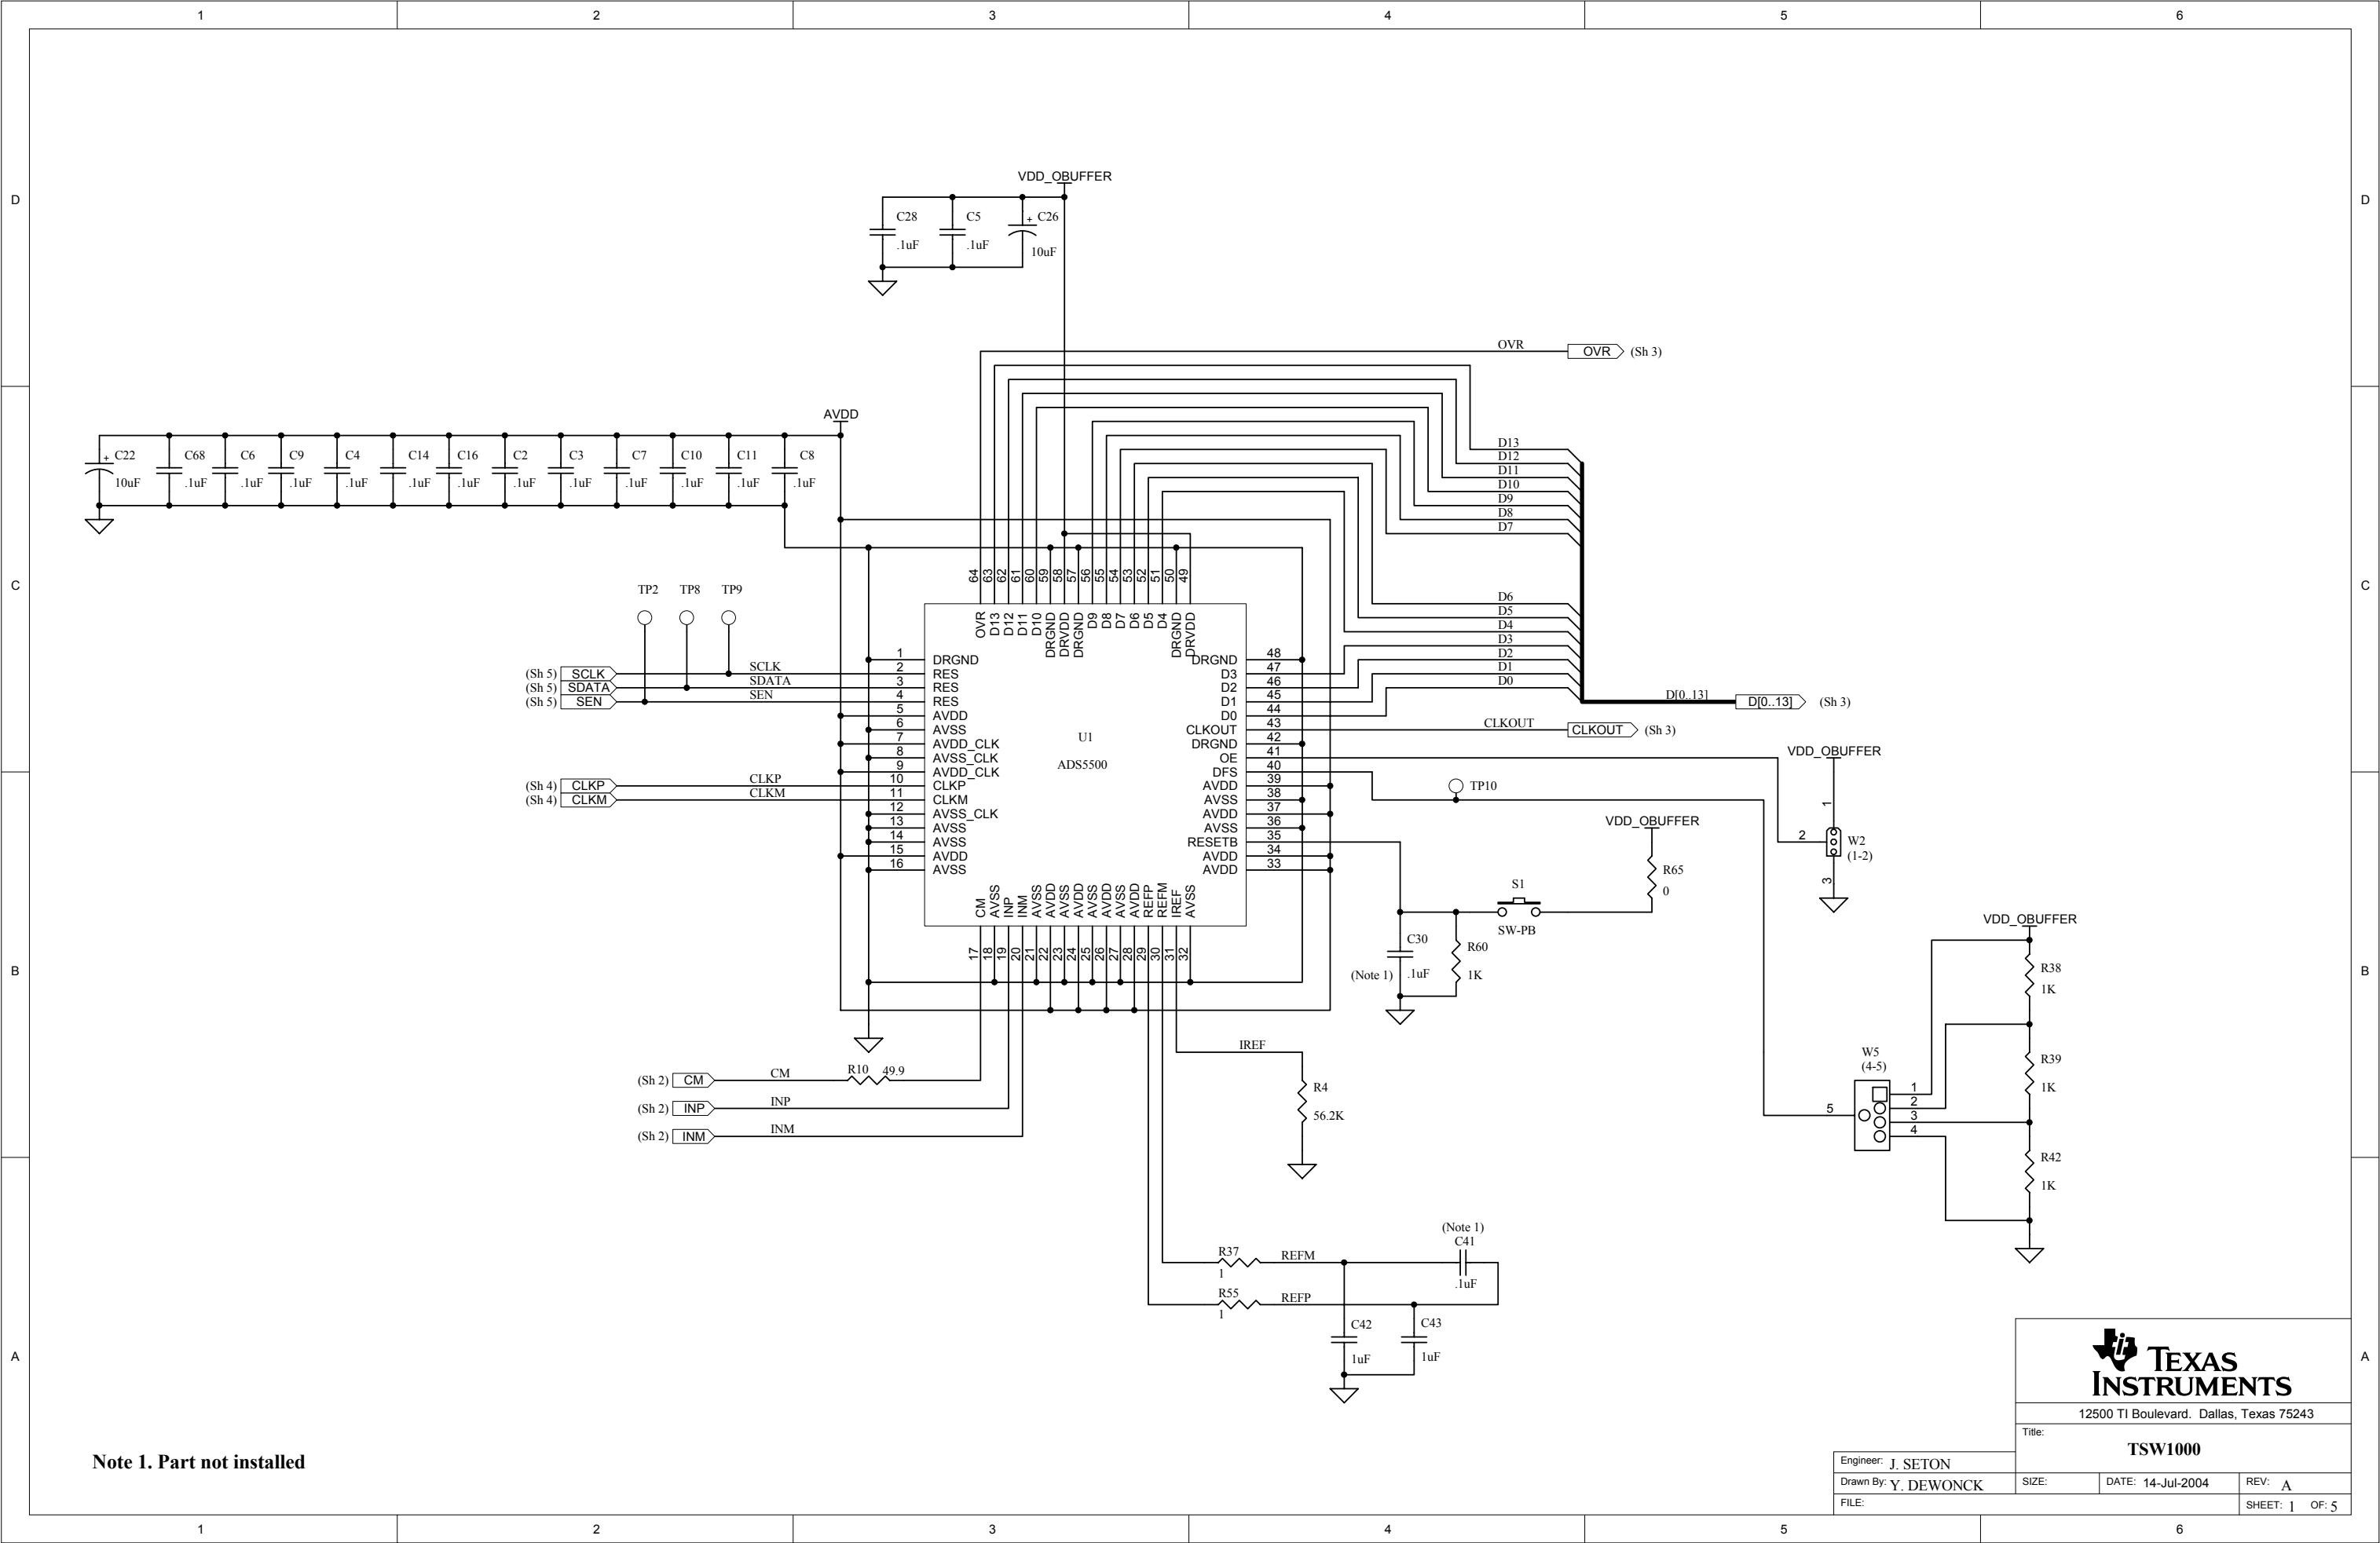 1 2 3 4 5 6
D D
VDD_OBUFFER
C28 C5 + C26
.1uF .1uF 10uF
OVR OVR (Sh 3)
AVDD
+ C22 C68 C6 C9 C4 C14 C16 C2 C3 C7 C10 C11 C8
10uF .1uF .1uF .1uF .1uF .1uF .1uF .1uF .1uF .1uF .1uF .1uF .1uF
D13
D12
D11
D10
D9
D8
D7
C C
TP2 TP8 TP9
64 63 62 61 60 59 58 57 56 55 54 53 52 51 50 49
OVR D13 D12 D11 D10 DRGND DRVDD DRGND D9 D8 D7 D6 D5 D4 DRGND DRVDD
D6
D5
D4
D3
D2
D1
D0
D[0..13] D[0..13] (Sh 3)
(Sh 5) SCLK SCLK
(Sh 5) SDATA SDATA
(Sh 5) SEN SEN
(Sh 4) CLKP CLKP
(Sh 4) CLKM CLKM
1 DRGND
2 RES
3 RES
4 RES
5 AVDD
6 AVSS
7 AVDD_CLK
8 AVSS_CLK
9 AVDD_CLK
10 CLKP
11 CLKM
12 AVSS_CLK
13 AVSS
14 AVSS
15 AVDD
16 AVSS
U1
ADS5500
DRGND 48
D3 47
D2 46
D1 45
D0 44
CLKOUT 43
DRGND 42
OE 41
DFS 40
AVDD 39
AVSS 38
AVDD 37
AVSS 36
RESETB 35
AVDD 34
AVDD 33
CLKOUT CLKOUT (Sh 3)
VDD_OBUFFER
1
2 W2
(1-2)
3
TP10
VDD_OBUFFER
R65
0
S1
SW-PB
CM AVSS INP INM AVSS AVDD AVSS AVDD AVSS AVDD AVSS AVDD REFP REFM IREF AVSS
17 18 19 20 21 22 23 24 25 26 27 28 29 30 31 32
C30 R60
(Note 1) .1uF 1K
VDD_OBUFFER
R38
1K
R39
1K
R42
1K
W5
(4-5)
1
2
3
4
5
B B
IREF
R4
56.2K
(Sh 2) CM CM R10 49.9
(Sh 2) INP INP
(Sh 2) INM INM
(Note 1)
C41
.1uF
R37 REFM
1
R55 REFP
1
C42 C43
1uF 1uF
A A
Note 1. Part not installed
TEXAS
INSTRUMENTS
12500 TI Boulevard. Dallas, Texas 75243
Title:
TSW1000
Engineer: J. SETON
Drawn By: Y. DEWONCK
SIZE: DATE: 14-Jul-2004 REV: A
FILE: SHEET: 1 OF: 5
1 2 3 4 5 6